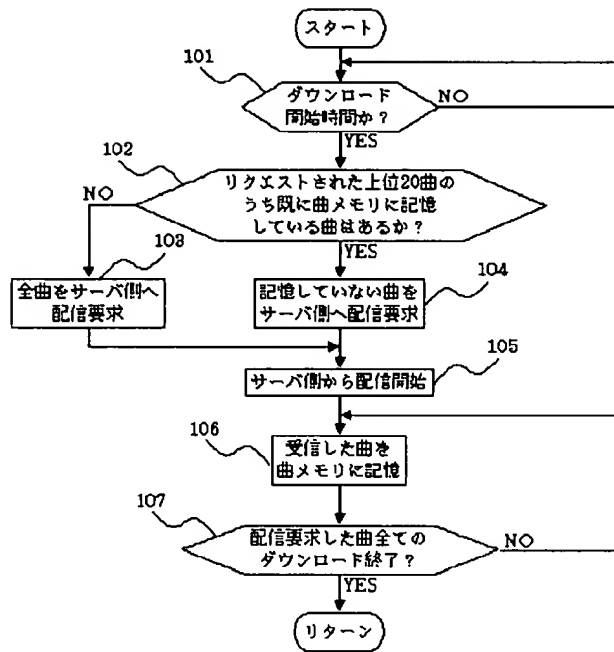 スタート
101
ダウンロード
開始時間か？
NO
YES
102
リクエストされた上位20曲の
うち既に曲メモリに記憶
している曲はあるか？
NO
YES
103
全曲をサーバ側へ
配信要求
104
記憶していない曲を
サーバ側へ配信要求
105
サーバ側から配信開始
106
受信した曲を
曲メモリに記憶
107
配信要求した曲全ての
ダウンロード終了？
NO
YES
リターン